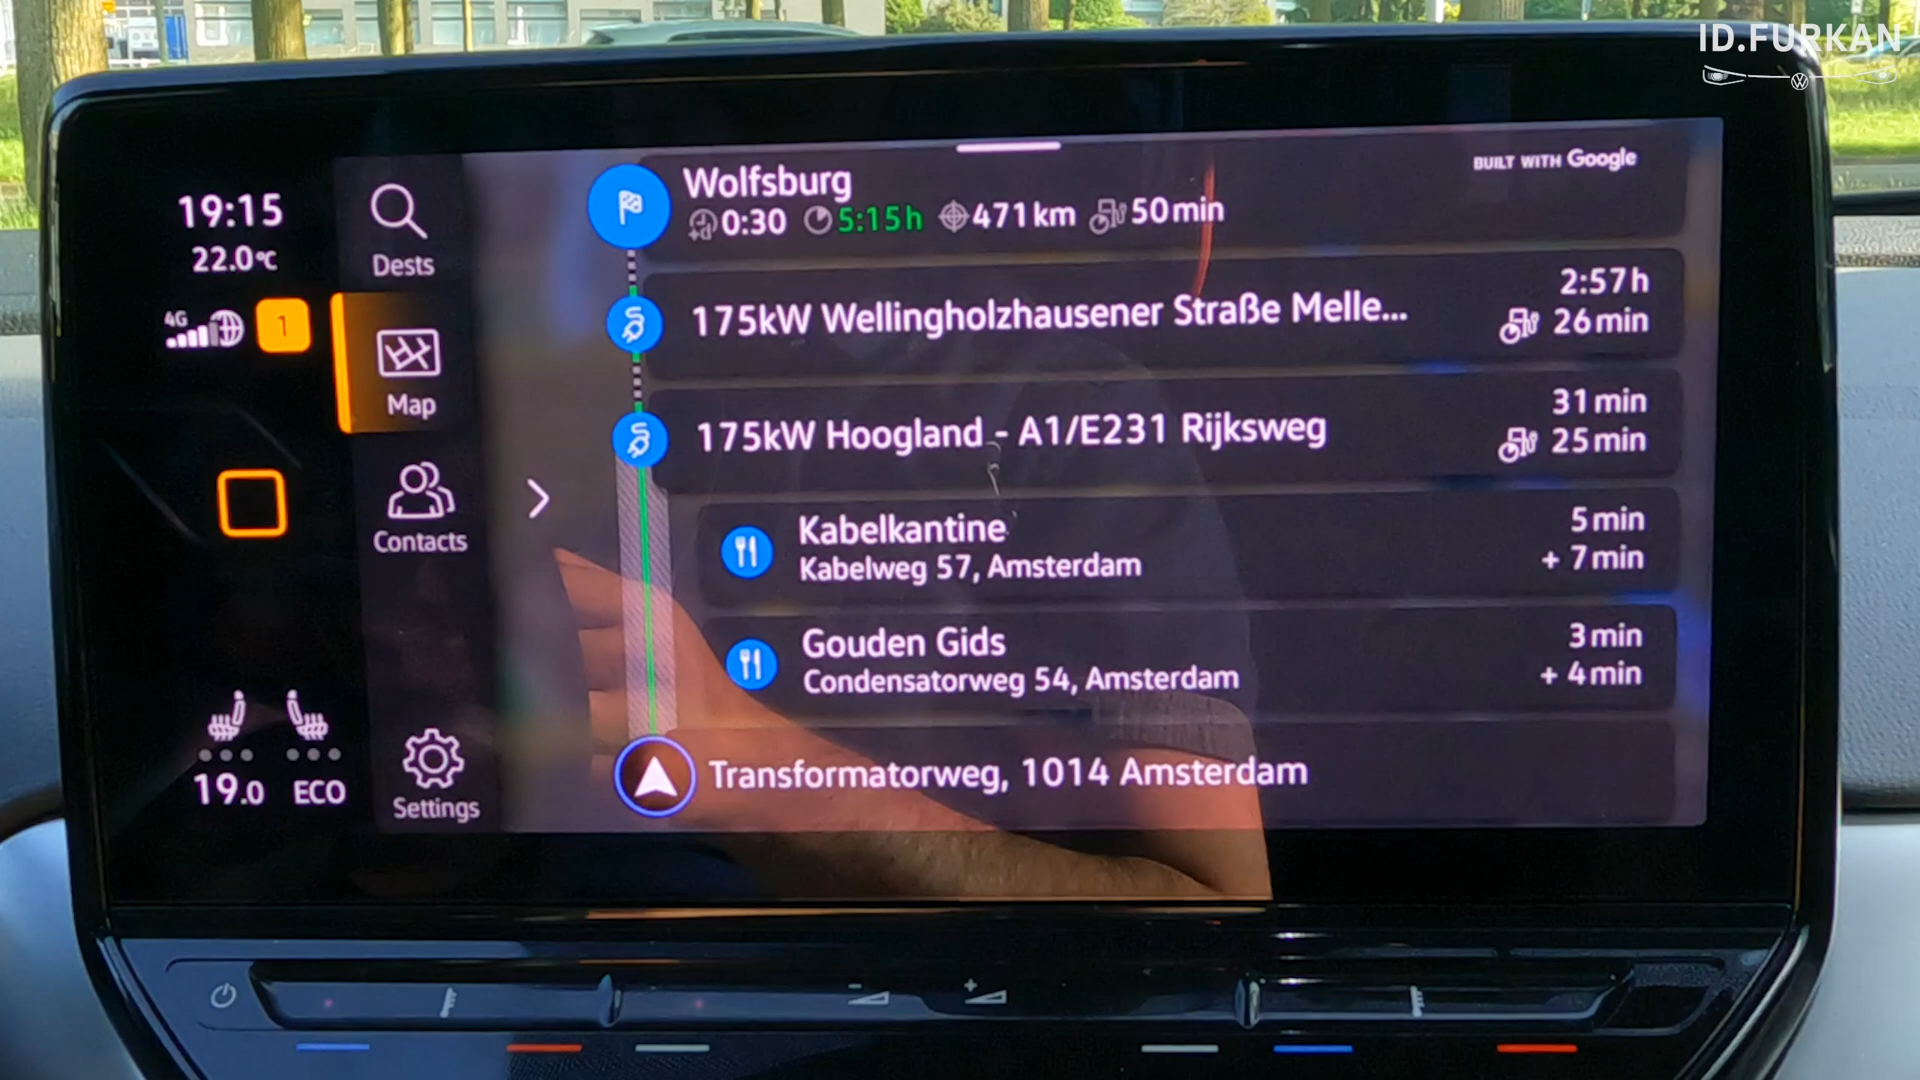 ID.FURKAN
19:15
22.0°C
4G
1
19.0
ECO
Dests
Map
Contacts
Settings
BUILT WITH Google
Wolfsburg
+d 0:30 5:15h 471km 50min
175kW Wellingholzhausener Straße Melle...
2:57h
26min
175kW Hoogland - A1/E231 Rijksweg
31min
25min
Kabelkantine
Kabelweg 57, Amsterdam
5min
+ 7min
Gouden Gids
Condensatorweg 54, Amsterdam
3min
+ 4min
Transformatorweg, 1014 Amsterdam